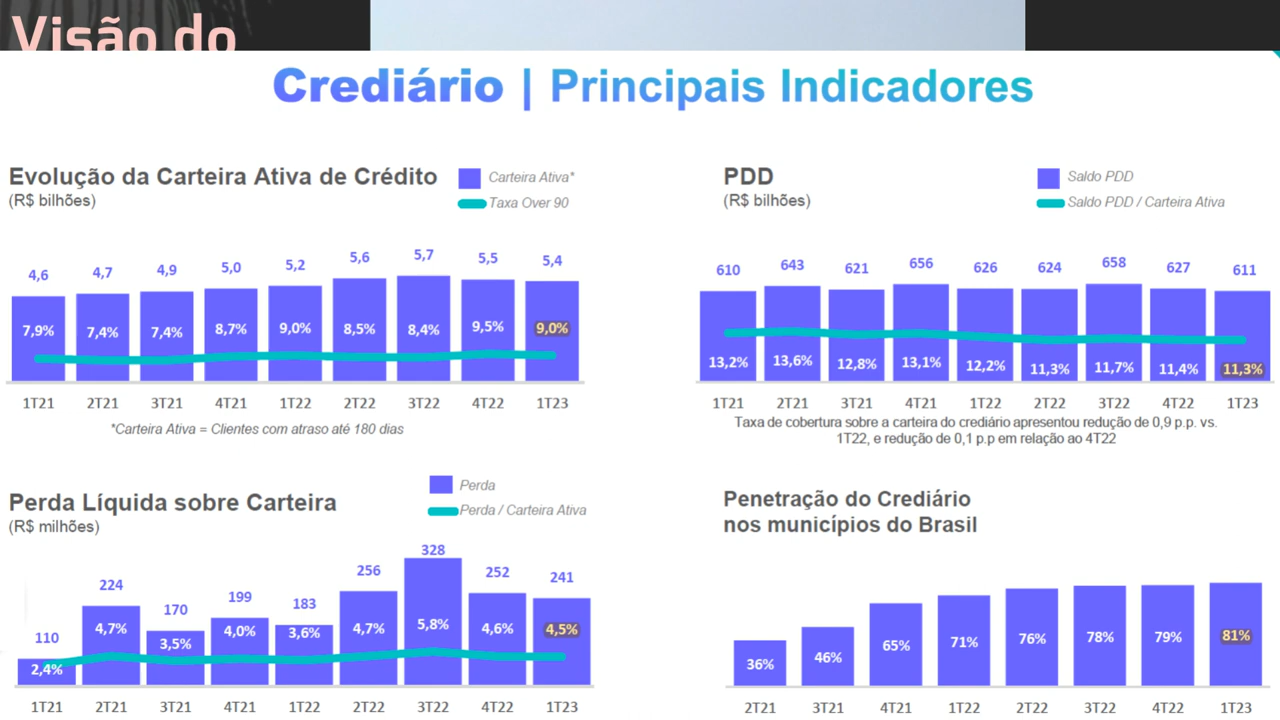 Visão do
Crediário | Principais Indicadores
Evolução da Carteira Ativa de Crédito
(R$ bilhões)
Carteira Ativa*
Taxa Over 90
4,6 4,7 4,9 5,0 5,2 5,6 5,7 5,5 5,4
7,9% 7,4% 7,4% 8,7% 9,0% 8,5% 8,4% 9,5% 9,0%
1T21 2T21 3T21 4T21 1T22 2T22 3T22 4T22 1T23
*Carteira Ativa = Clientes com atraso até 180 dias
PDD
(R$ bilhões)
Saldo PDD
Saldo PDD / Carteira Ativa
610 643 621 656 626 624 658 627 611
13,2% 13,6% 12,8% 13,1% 12,2% 11,3% 11,7% 11,4% 11,3%
1T21 2T21 3T21 4T21 1T22 2T22 3T22 4T22 1T23
Taxa de cobertura sobre a carteira do crediário apresentou redução de 0,9 p.p. vs.
1T22, e redução de 0,1 p.p em relação ao 4T22
Perda Líquida sobre Carteira
(R$ milhões)
Perda
Perda / Carteira Ativa
110 224 170 199 183 256 328 252 241
2,4% 4,7% 3,5% 4,0% 3,6% 4,7% 5,8% 4,6% 4,5%
1T21 2T21 3T21 4T21 1T22 2T22 3T22 4T22 1T23
Penetração do Crediário
nos municípios do Brasil
36% 46% 65% 71% 76% 78% 79% 81%
2T21 3T21 4T21 1T22 2T22 3T22 4T22 1T23